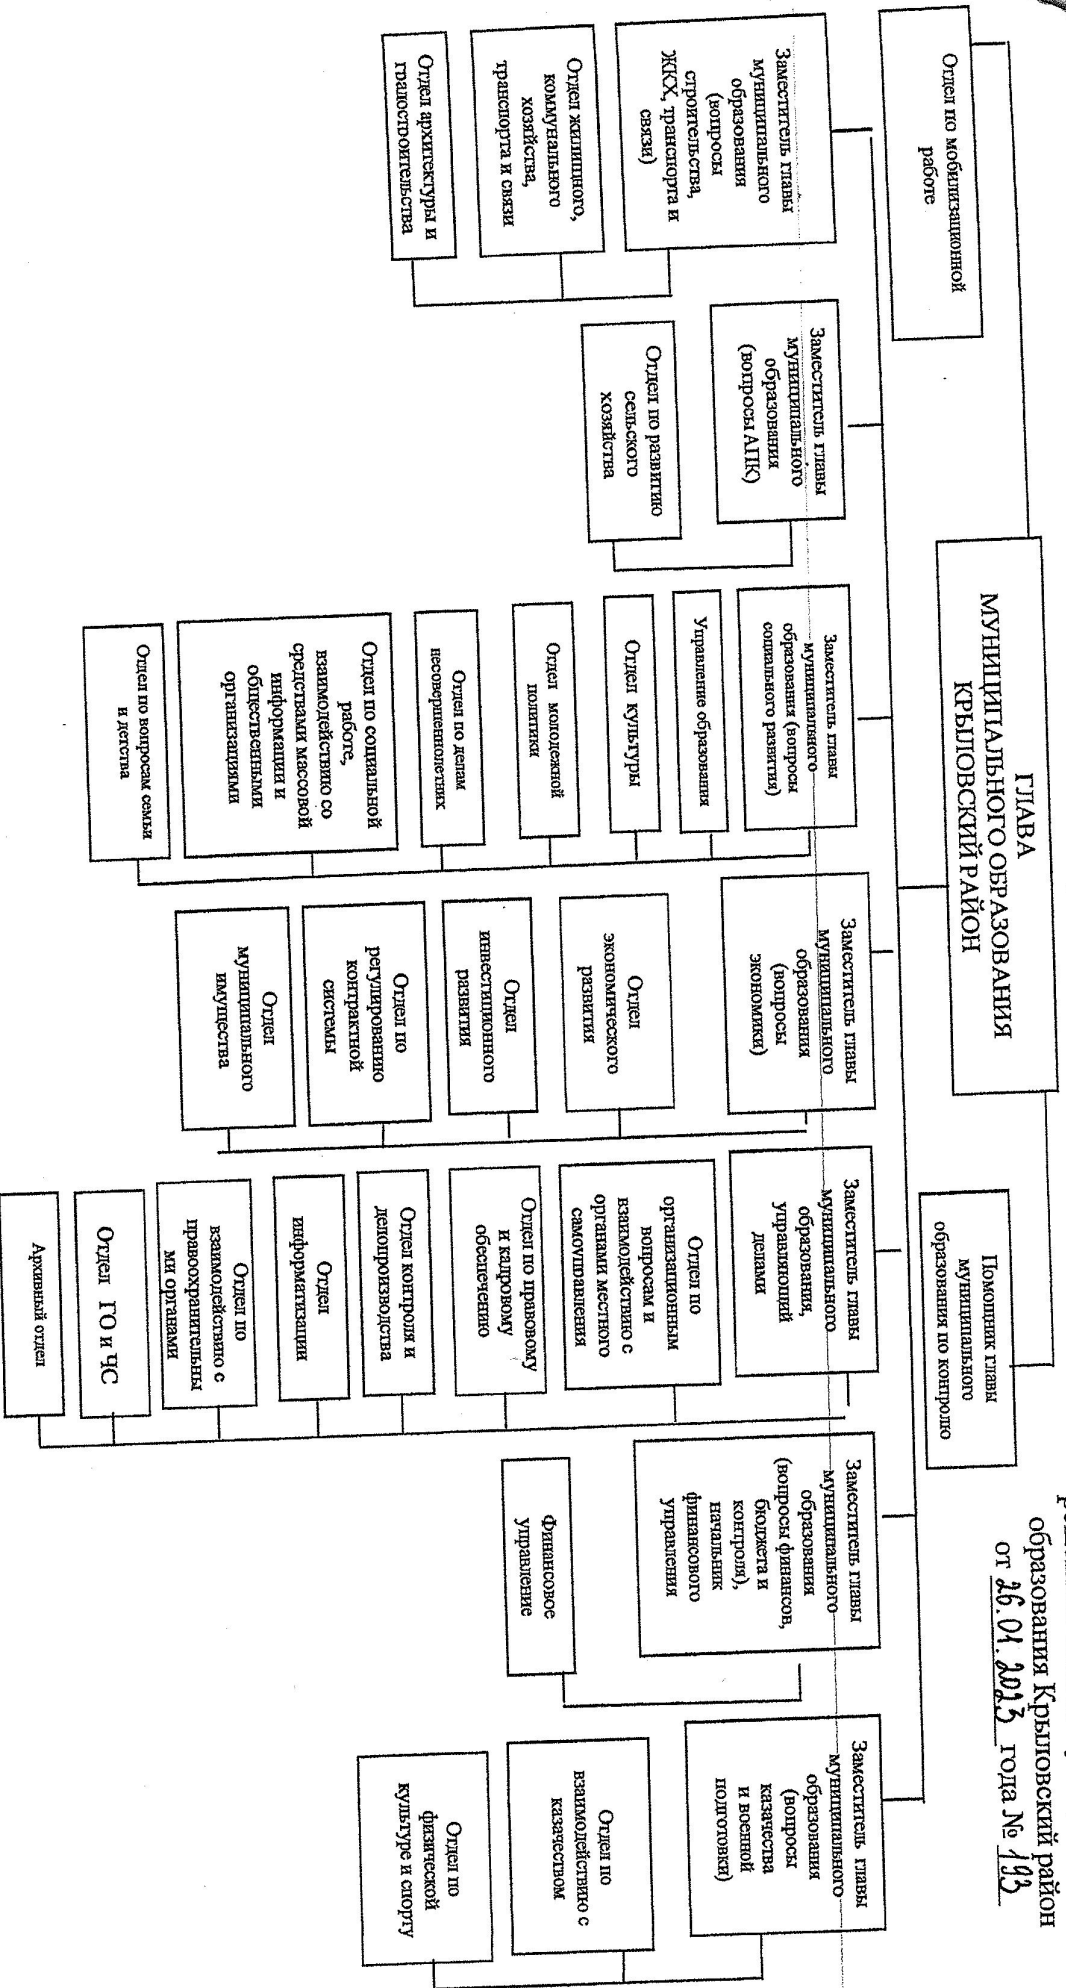 образования Крыловский район
от 26.01.2023 года № 193
ГЛАВА
МУНИЦИПАЛЬНОГО ОБРАЗОВАНИЯ
КРЫЛОВСКИЙ РАЙОН
Отдел по мобилизационной
работе
Помощник главы
муниципального
образования по контролю
Заместитель главы
муниципального
образования
(вопросы
строительства,
ЖКХ, транспорта и
связи)
Отдел жилищного,
коммунального
хозяйства,
транспорта и связи
Отдел архитектуры и
градостроительства
Заместитель главы
муниципального
образования
(вопросы АПК)
Отдел по развитию
сельского
хозяйства
Заместитель главы
муниципального
образования (вопросы
социального развития)
Управление образования
Отдел культуры
Отдел молодежной
политики
Отдел по делам
несовершеннолетних
Отдел по социальной
работе,
взаимодействию со
средствами массовой
информации и
общественными
организациями
Отдел по вопросам семьи
и детства
Заместитель главы
муниципального
образования
(вопросы
экономики)
Отдел
экономического
развития
Отдел
инвестиционного
развития
Отдел по
регулированию
контрактной
системы
Отдел
муниципального
имущества
Заместитель главы
муниципального
образования,
управляющий
делами
Отдел по
организационным
вопросам и
взаимодействию с
органами местного
самоуправления
Отдел по правовому
и кадровому
обеспечению
Отдел контроля и
делопроизводства
Отдел
информатизации
Отдел по
взаимодействию с
правоохранительны
ми органами
Отдел ГО и ЧС
Архивный отдел
Заместитель главы
муниципального
образования
(вопросы финансов,
бюджета и
контроля),
начальник
финансового
управления
Финансовое
управление
Заместитель главы
муниципального
образования
(вопросы
казачества
и военной
подготовки)
Отдел по
взаимодействию с
казачеством
Отдел по
физической
культуре и спорту